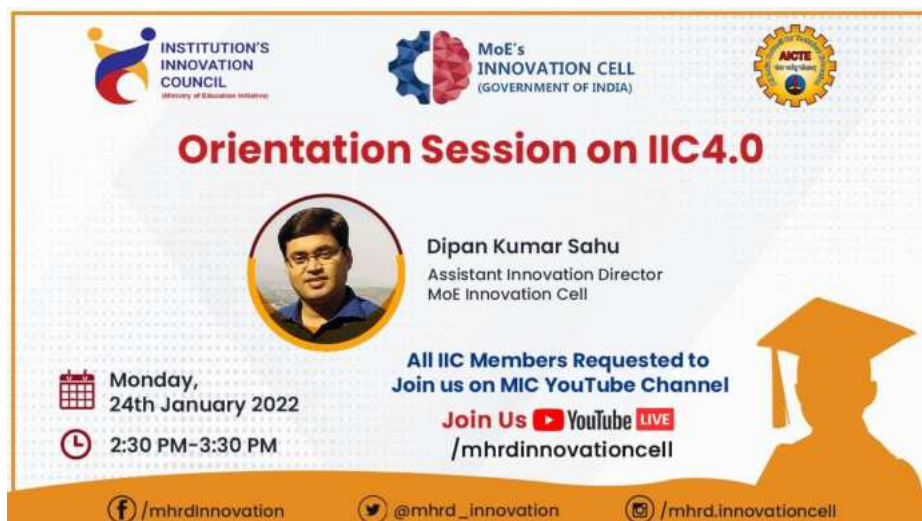 INSTITUTION'S
INNOVATION
COUNCIL
(Ministry of Education Initiative)
MoE's
INNOVATION CELL
(GOVERNMENT OF INDIA)
AICTE
Orientation Session on IIC4.0
Dipan Kumar Sahu
Assistant Innovation Director
MoE Innovation Cell
All IIC Members Requested to
Join us on MIC YouTube Channel
Join Us YouTube LIVE
/mhrdinnovationcell
Monday,
24th January 2022
2:30 PM-3:30 PM
/mhrdInnovation
@mhrd_innovation
/mhrd.innovationcell